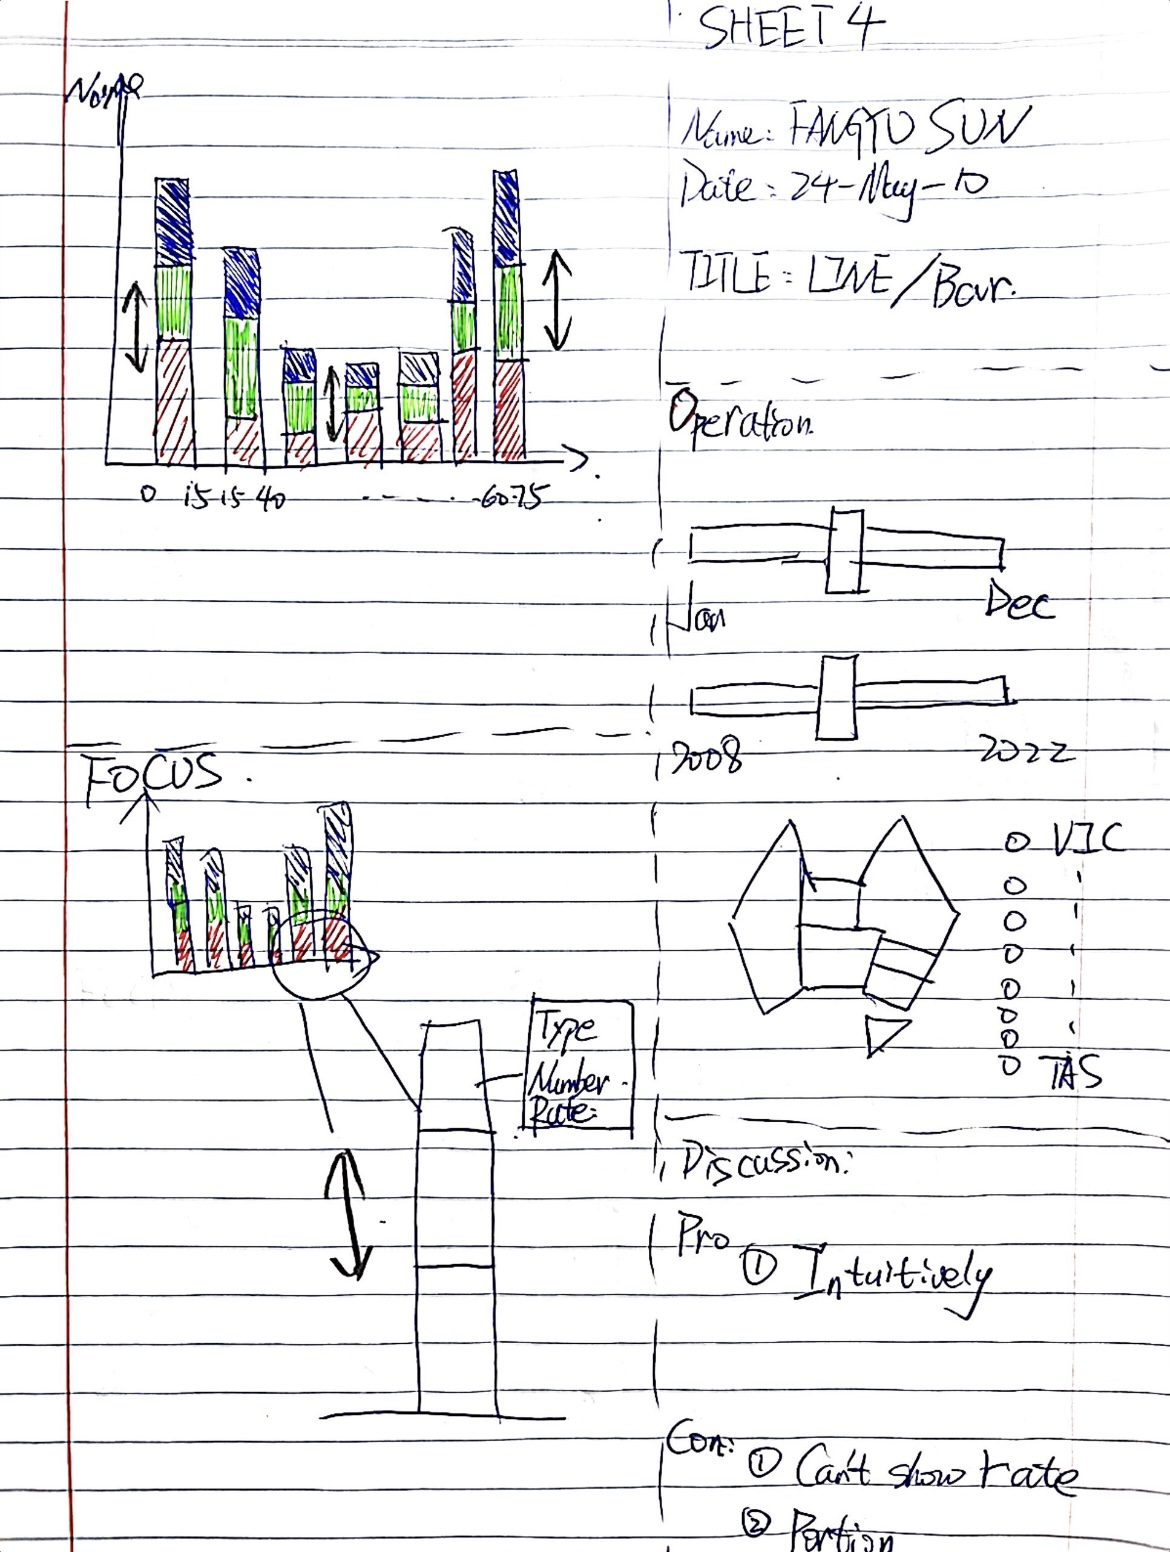 SHEET 4
Name: FANGYU SUN
Date: 24-May-10
TITLE: LINE/Bar.
0 15 15-40 ------- 60-75
Operation
Jan Dec
2008 2022
VIC
TAS
FOCUS.
Type
Number.
Rate:
Discussion:
Pro
① Intuitively
Con: ① Can't show rate
② Portion